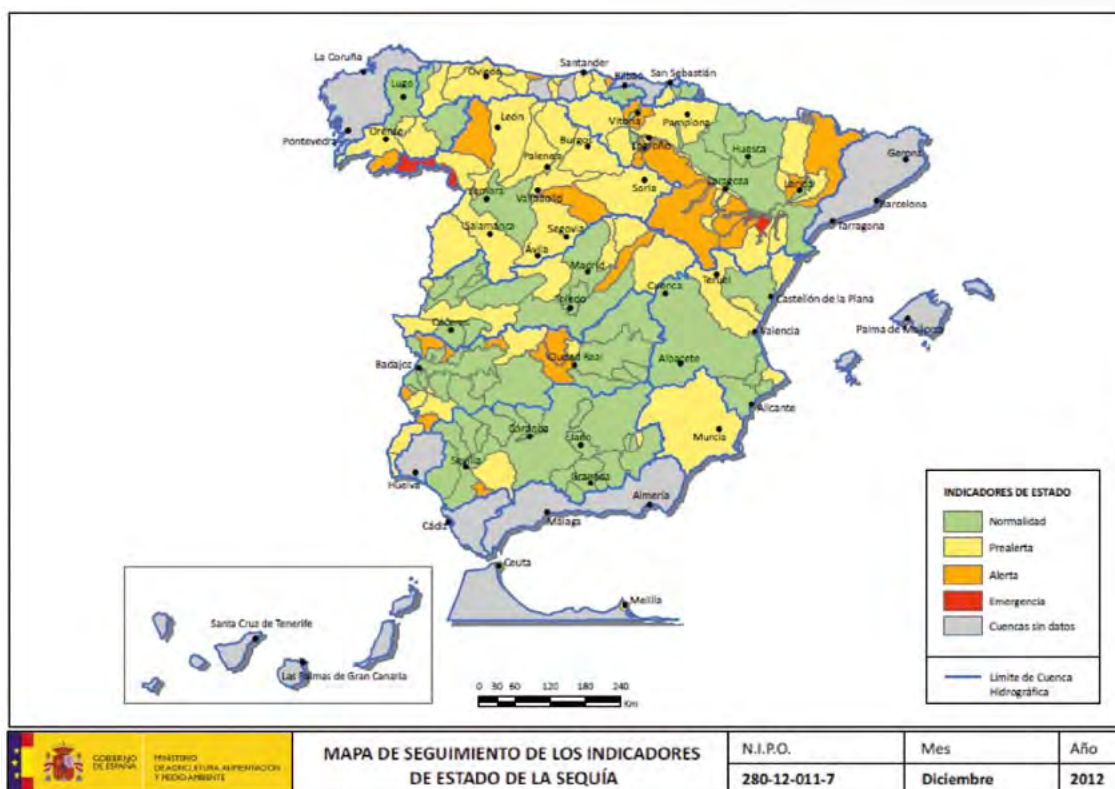 La Coruña
Lugo
Oviedo
Santander
Bilbao
San Sebastián
Pontevedra
Orense
León
Burgos
Vitoria
Pamplona
Logroño
Huesca
Gerona
Palencia
Zamora
Valladolid
Soria
Zaragoza
Lérida
Barcelona
Tarragona
Salamanca
Segovia
Ávila
Madrid
Teruel
Cuenca
Toledo
Castellón de la Plana
Cáceres
Valencia
Palma de Mallorca
Badajoz
Ciudad Real
Albacete
Alicante
Córdoba
Jaén
Murcia
Sevilla
Huelva
Granada
Cádiz
Málaga
Almería
Ceuta
Melilla
Santa Cruz de Tenerife
Las Palmas de Gran Canaria
0 30 60 120 180 240
Km
INDICADORES DE ESTADO
Normalidad
Prealerta
Alerta
Emergencia
Cuencas sin datos
Límite de Cuenca
Hidrográfica
GOBIERNO
DE ESPAÑA
MINISTERIO
DE AGRICULTURA, ALIMENTACIÓN
Y MEDIO AMBIENTE
MAPA DE SEGUIMIENTO DE LOS INDICADORES
DE ESTADO DE LA SEQUÍA
N.I.P.O.
280-12-011-7
Mes
Diciembre
Año
2012